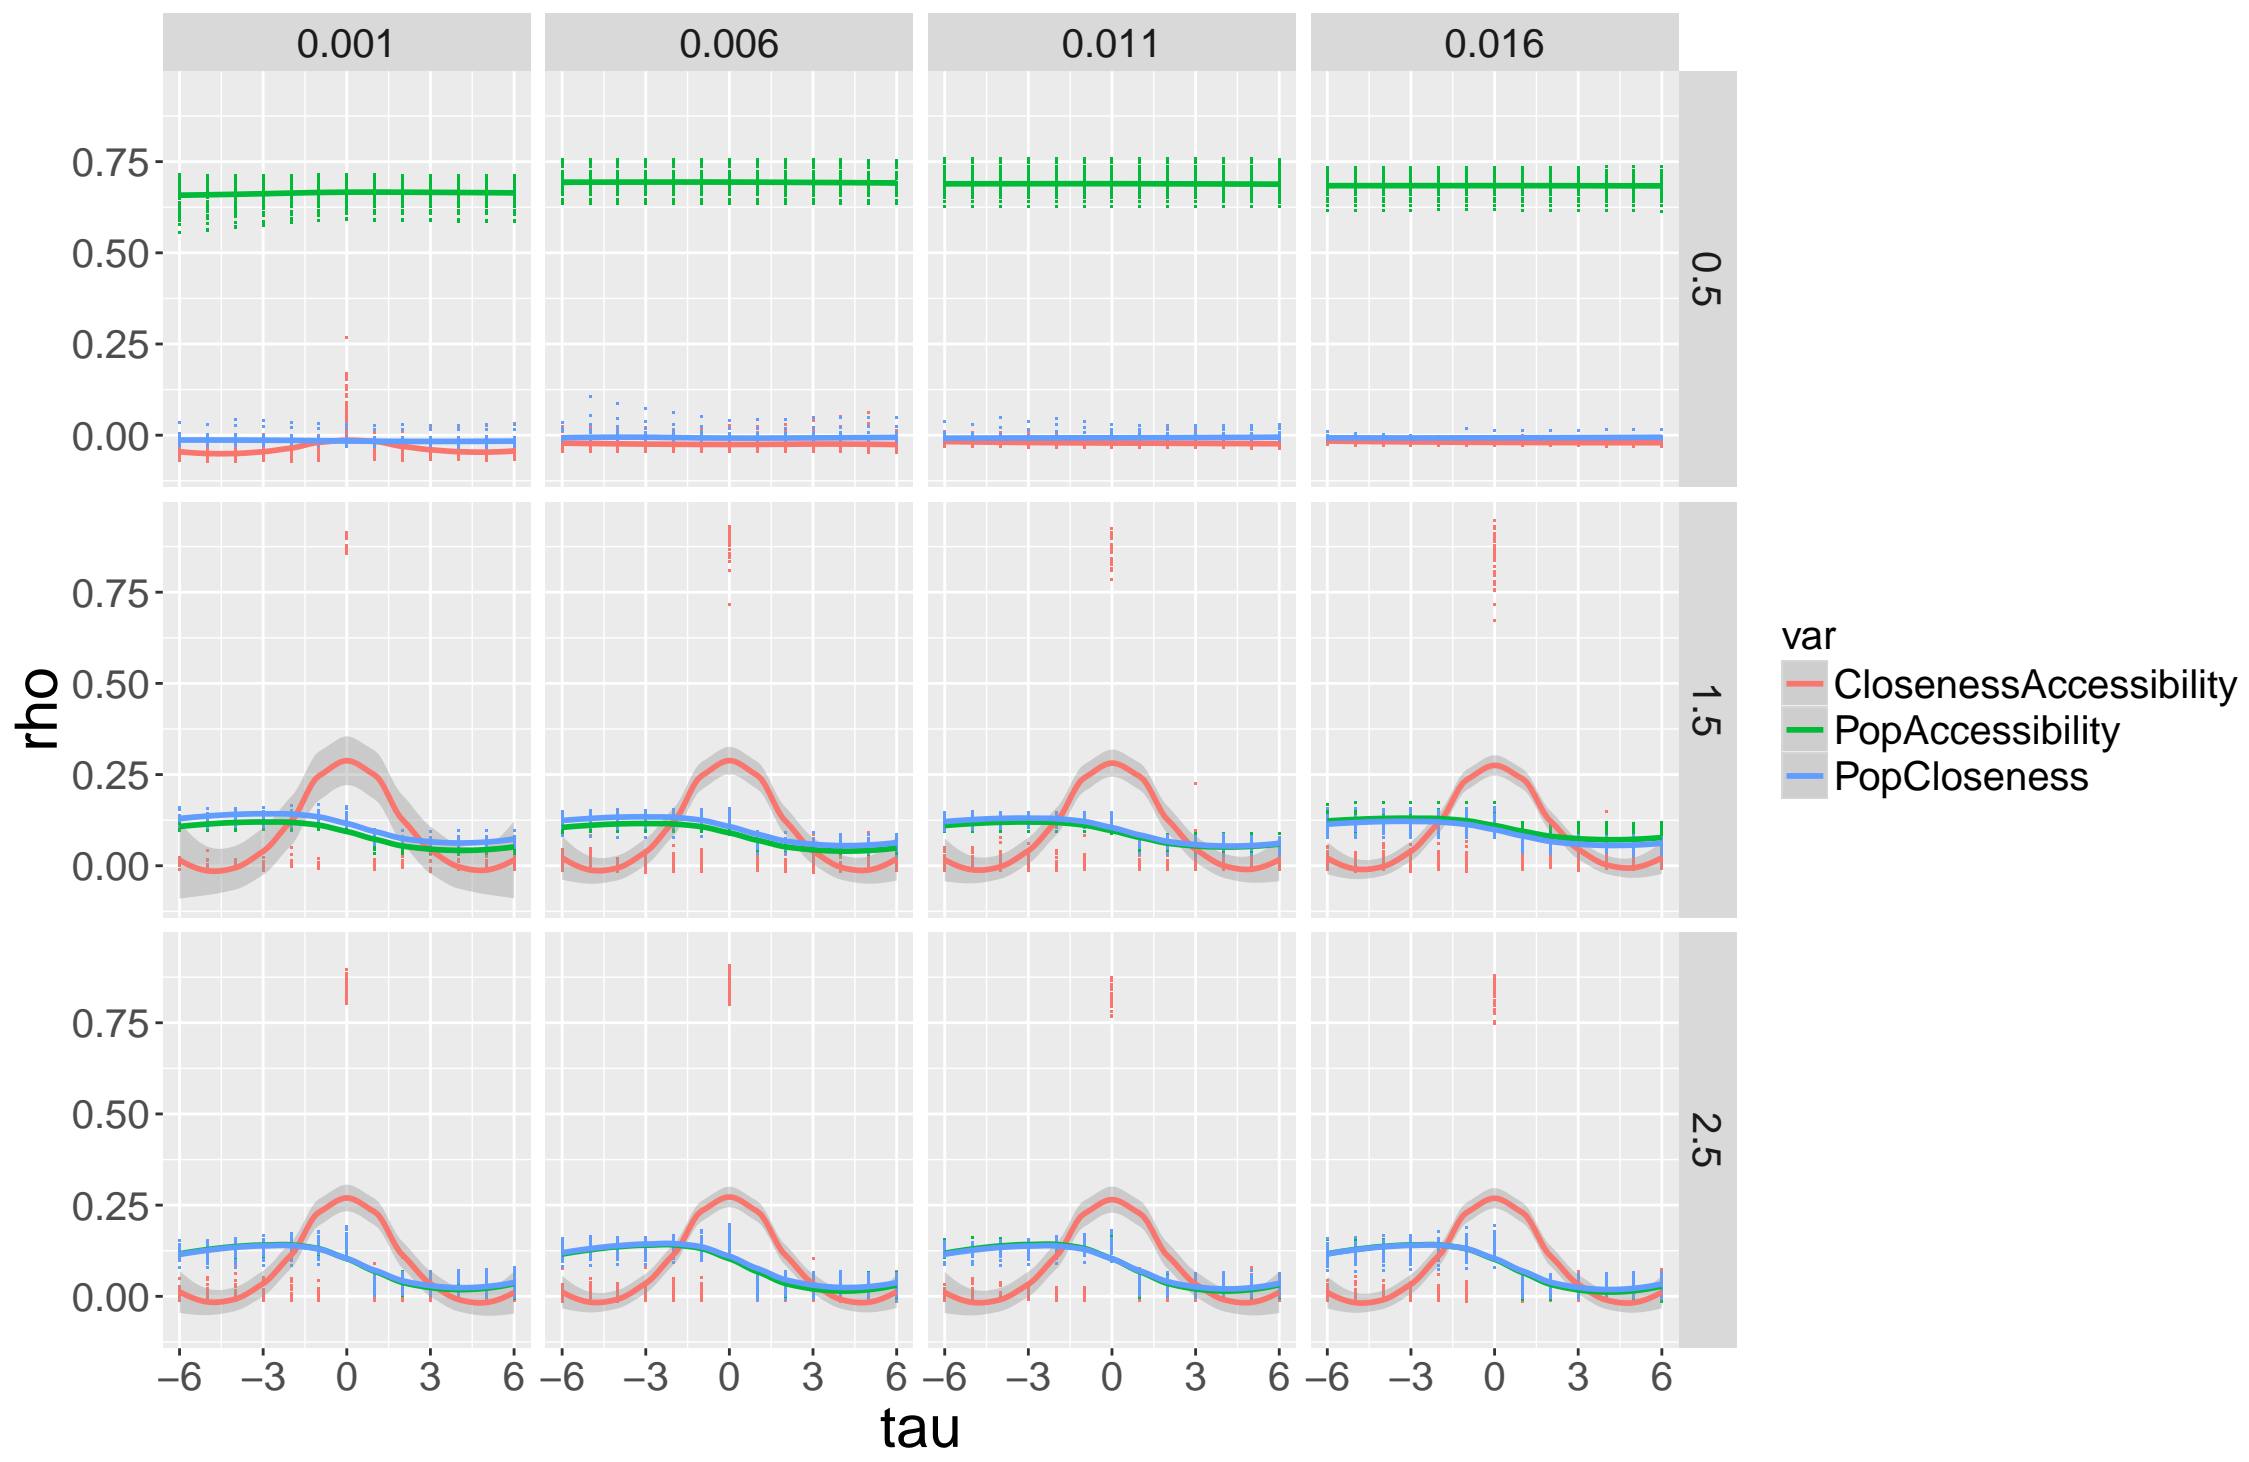 0.001 0.006 0.011 0.016
0.75
0.50
0.25
0.00
0.5
0.75
0.50
0.25
0.00
1.5
0.75
0.50
0.25
0.00
2.5
−6 −3 0 3 6 −6 −3 0 3 6 −6 −3 0 3 6 −6 −3 0 3 6
tau
rho
var
ClosenessAccessibility
PopAccessibility
PopCloseness